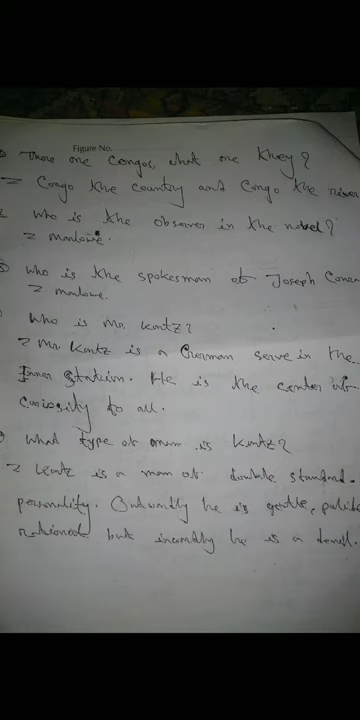 Figure No.
There are Congos, what are they?
Congo the country and Congo the river
who is the observer in the novel?
marlowe.
who is the spokesman of Joseph
marlowe.
Who is Mr. Kurtz?
Mr. Kurtz is a German serve in the
Inner Station. He is the center of
curiosity to all.
What type of man is Kurtz?
Kurtz is a man of double standard.
personality. Outwardly he is gentle, polite
rational but inwardly he is a devil.